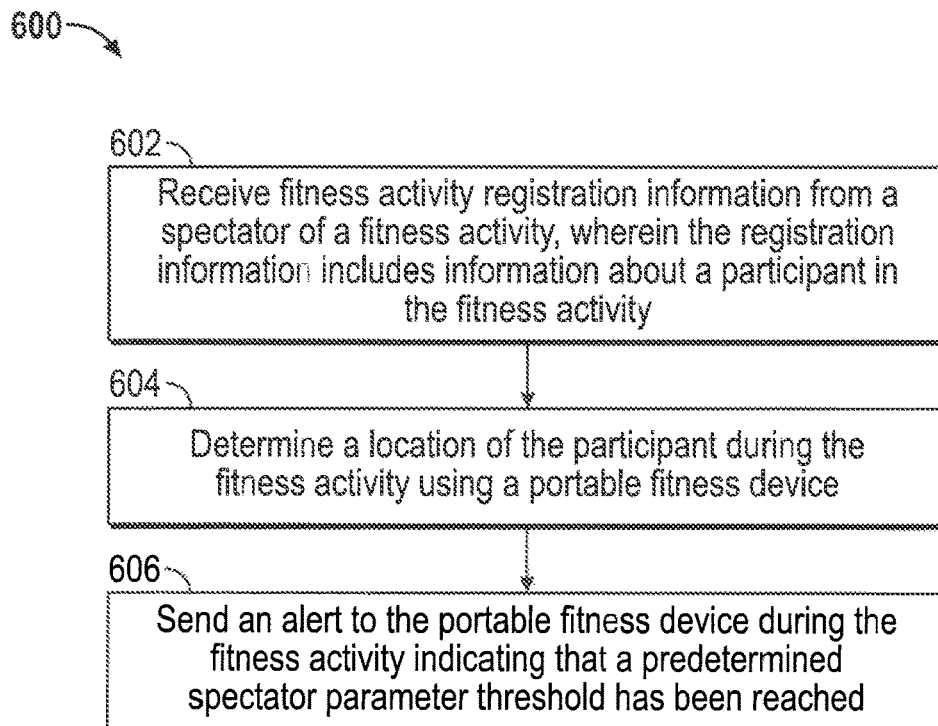 600
602
Receive fitness activity registration information from a
spectator of a fitness activity, wherein the registration
information includes information about a participant in
the fitness activity
604
Determine a location of the participant during the
fitness activity using a portable fitness device
606
Send an alert to the portable fitness device during the
fitness activity indicating that a predetermined
spectator parameter threshold has been reached